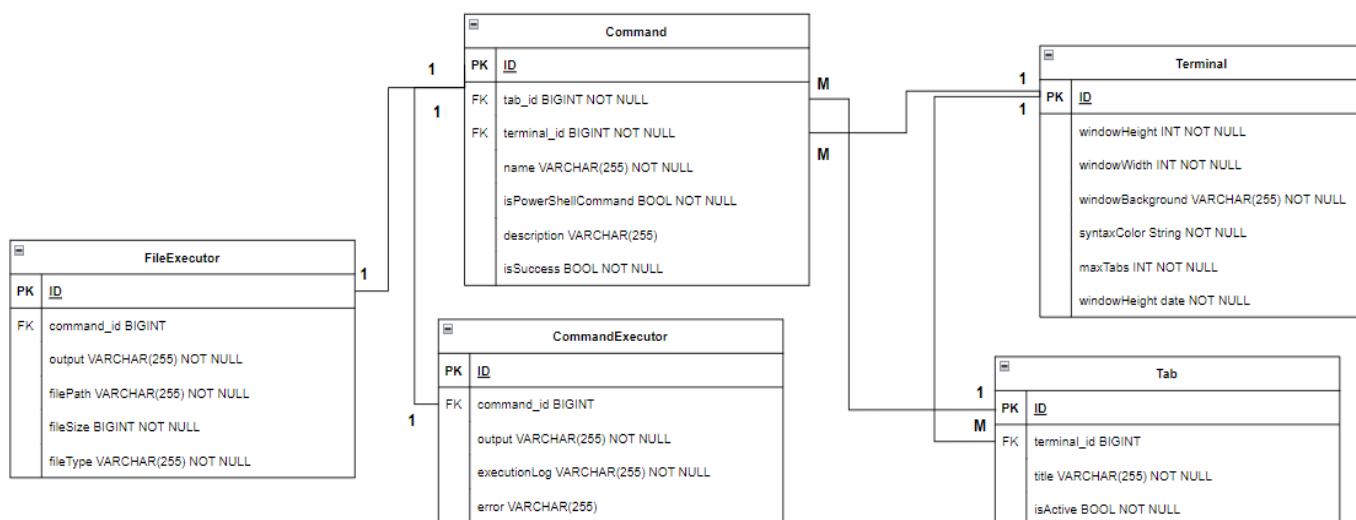 Command
PK ID
FK tab_id BIGINT NOT NULL
FK terminal_id BIGINT NOT NULL
name VARCHAR(255) NOT NULL
isPowerShellCommand BOOL NOT NULL
description VARCHAR(255)
isSuccess BOOL NOT NULL
1
1
M
M
1
1
Terminal
PK ID
windowHeight INT NOT NULL
windowWidth INT NOT NULL
windowBackground VARCHAR(255) NOT NULL
syntaxColor String NOT NULL
maxTabs INT NOT NULL
windowHeight date NOT NULL
FileExecutor
1
PK ID
FK command_id BIGINT
output VARCHAR(255) NOT NULL
filePath VARCHAR(255) NOT NULL
fileSize BIGINT NOT NULL
fileType VARCHAR(255) NOT NULL
CommandExecutor
PK ID
1
FK command_id BIGINT
output VARCHAR(255) NOT NULL
executionLog VARCHAR(255) NOT NULL
error VARCHAR(255)
Tab
1
M
PK ID
FK terminal_id BIGINT
title VARCHAR(255) NOT NULL
isActive BOOL NOT NULL